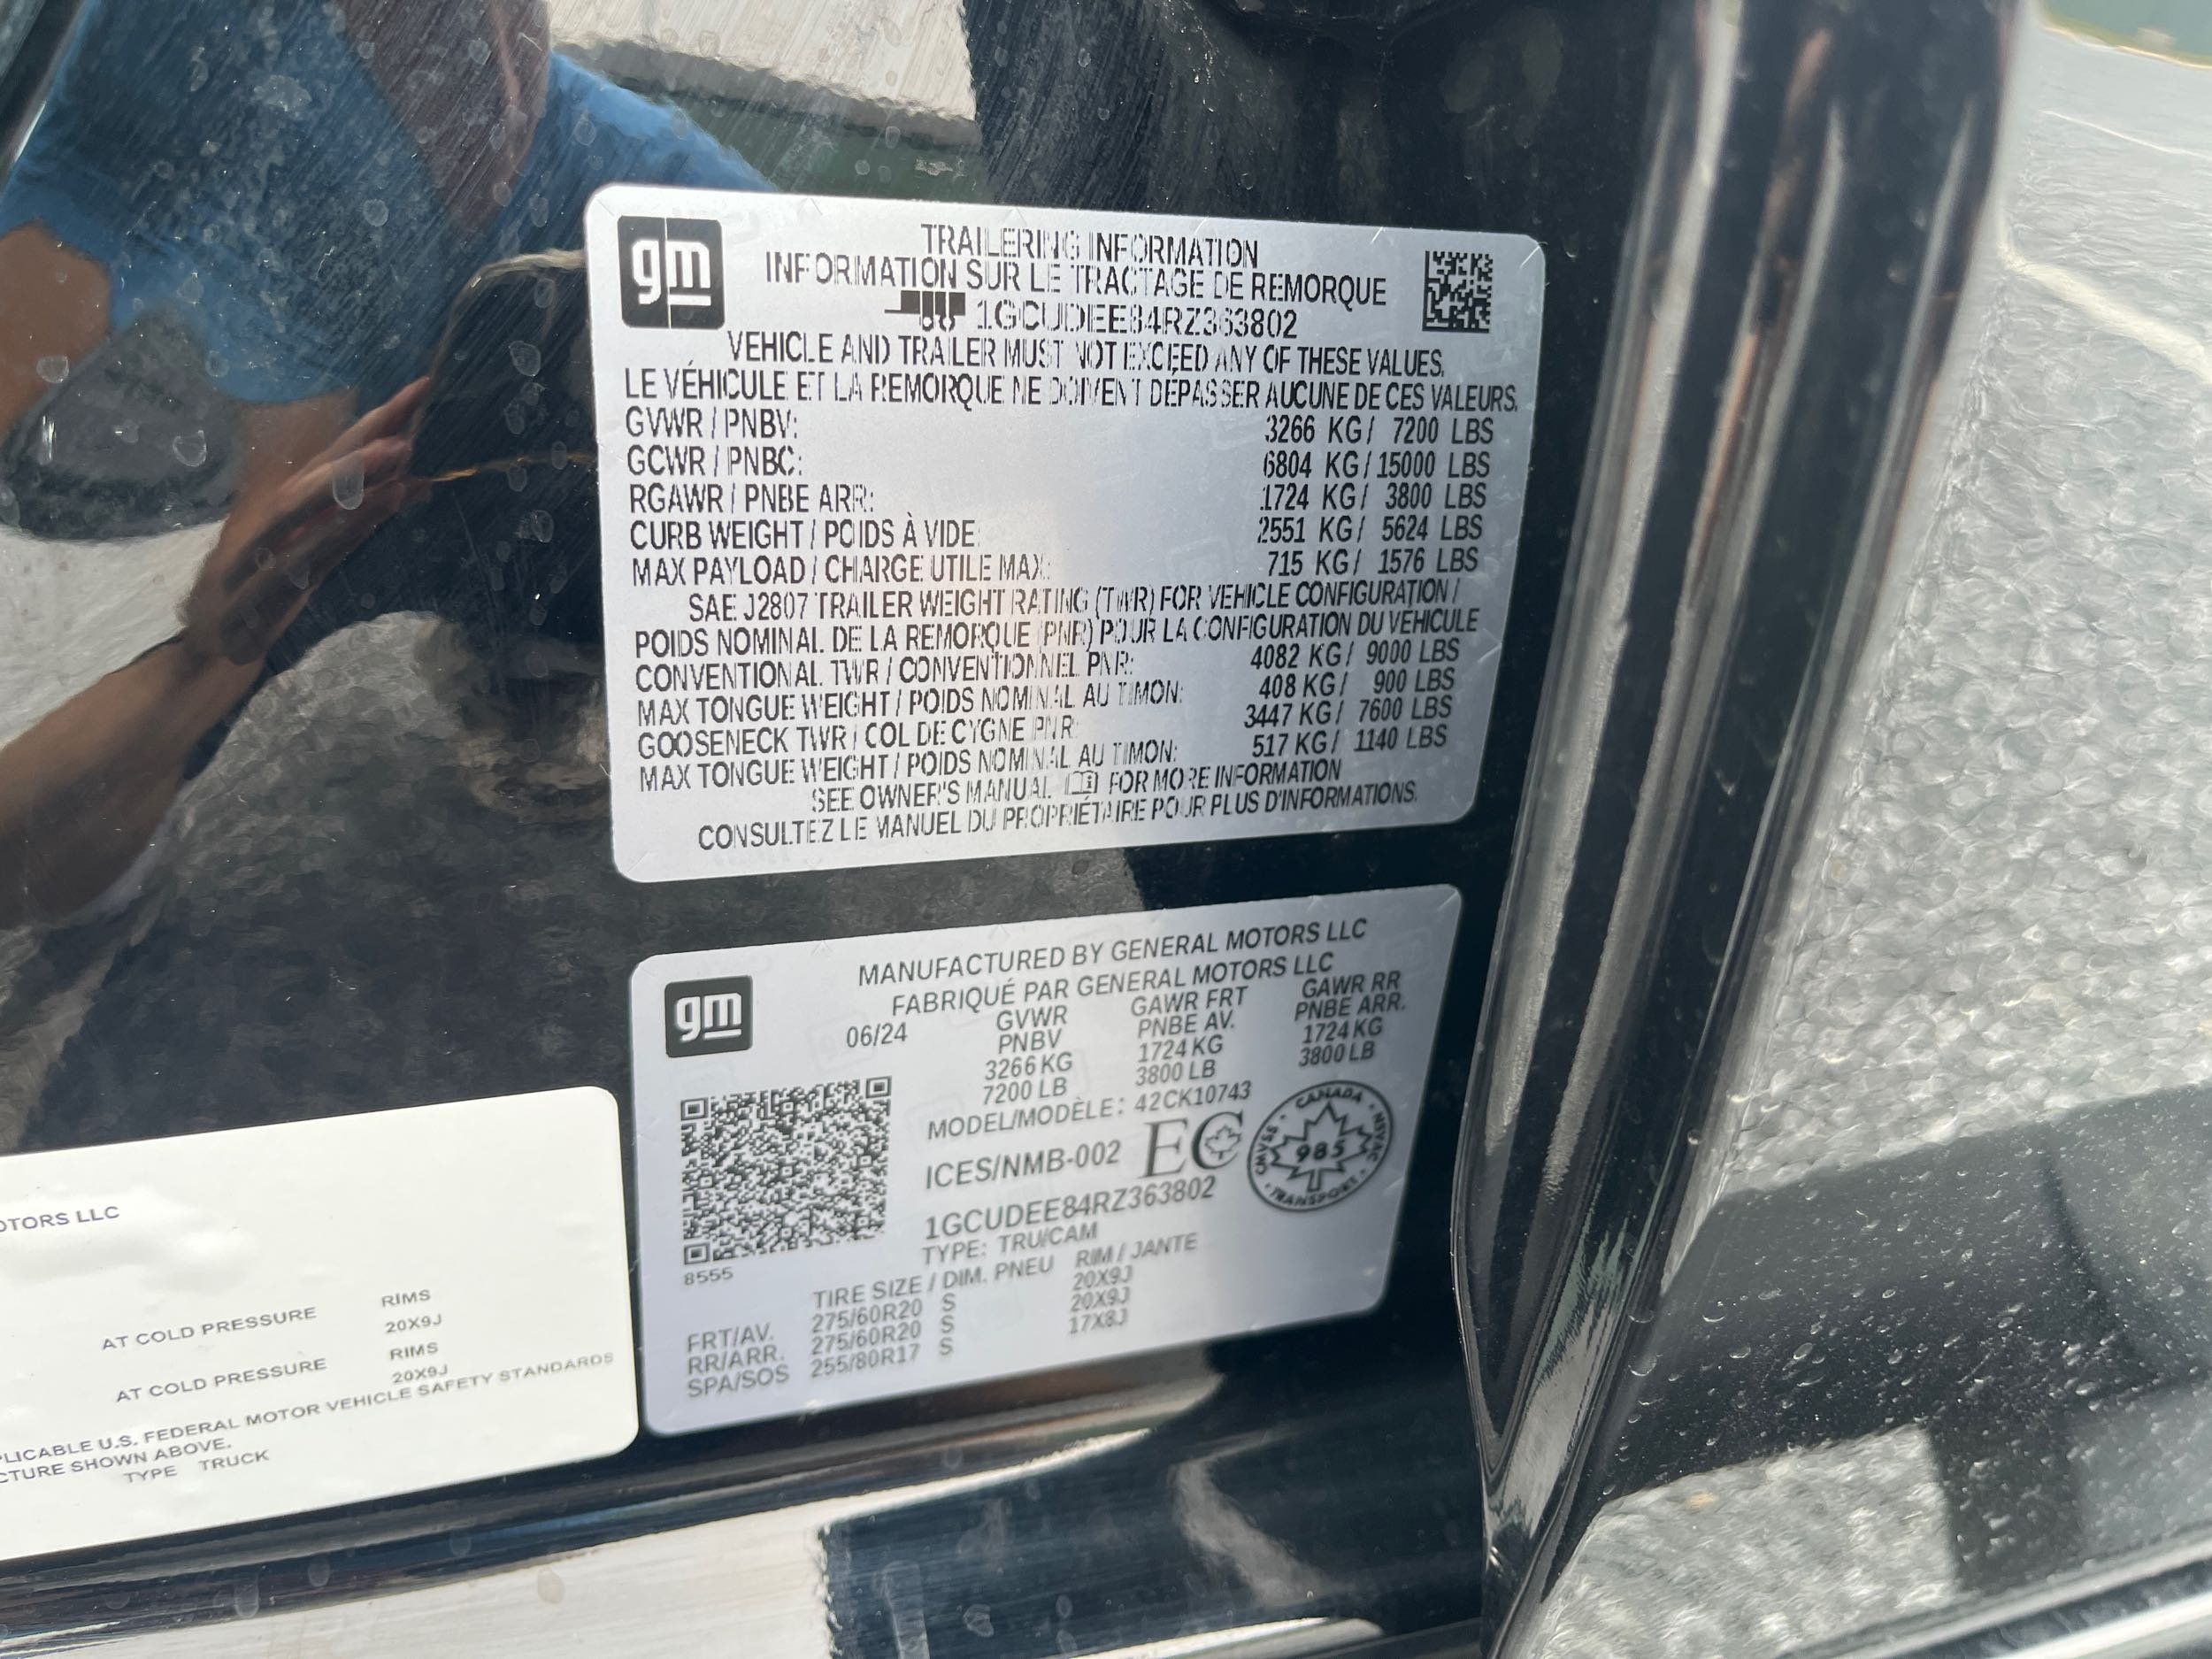 gm
TRAILERING INFORMATION
INFORMATION SUR LE TRACTAGE DE REMORQUE
1GCUDEE84RZ363802
VEHICLE AND TRAILER MUST NOT EXCEED ANY OF THESE VALUES.
LE VÉHICULE ET LA REMORQUE NE DOIVENT DÉPASSER AUCUNE DE CES VALEURS.
GVWR / PNBV: 3266 KG / 7200 LBS
GCWR / PNBC: 6804 KG / 15000 LBS
RGAWR / PNBE ARR: 1724 KG / 3800 LBS
CURB WEIGHT / POIDS À VIDE: 2551 KG / 5624 LBS
MAX PAYLOAD / CHARGE UTILE MAX: 715 KG / 1576 LBS
SAE J2807 TRAILER WEIGHT RATING (TWR) FOR VEHICLE CONFIGURATION /
POIDS NOMINAL DE LA REMORQUE (PNR) POUR LA CONFIGURATION DU VÉHICULE
CONVENTIONAL TWR / CONVENTIONNEL PNR: 4082 KG / 9000 LBS
MAX TONGUE WEIGHT / POIDS NOMINAL AU TIMON: 408 KG / 900 LBS
GOOSENECK TWR / COL DE CYGNE PNR: 3447 KG / 7600 LBS
MAX TONGUE WEIGHT / POIDS NOMINAL AU TIMON: 517 KG / 1140 LBS
SEE OWNER'S MANUAL FOR MORE INFORMATION
CONSULTEZ LE MANUEL DU PROPRIÉTAIRE POUR PLUS D'INFORMATIONS.
gm
MANUFACTURED BY GENERAL MOTORS LLC
FABRIQUÉ PAR GENERAL MOTORS LLC
06/24 GVWR GAWR FRT GAWR RR
PNBV PNBE AV. PNBE ARR.
3266 KG 1724 KG 1724 KG
7200 LB 3800 LB 3800 LB
MODEL/MODÈLE: 42CK10743
ICES/NMB-002 EC
CANADA
CMVSS 985 NSVAC
TRANSPORT
1GCUDEE84RZ363802
TYPE: TRU/CAM
8555
TIRE SIZE / DIM. PNEU RIM / JANTE
FRT/AV. 275/60R20 S 20X9J
RR/ARR. 275/60R20 S 20X9J
SPA/SOS 255/80R17 S 17X8J
OTORS LLC
RIMS
AT COLD PRESSURE 20X9J
RIMS
AT COLD PRESSURE 20X9J
PLICABLE U.S. FEDERAL MOTOR VEHICLE SAFETY STANDARDS
CTURE SHOWN ABOVE.
TYPE TRUCK